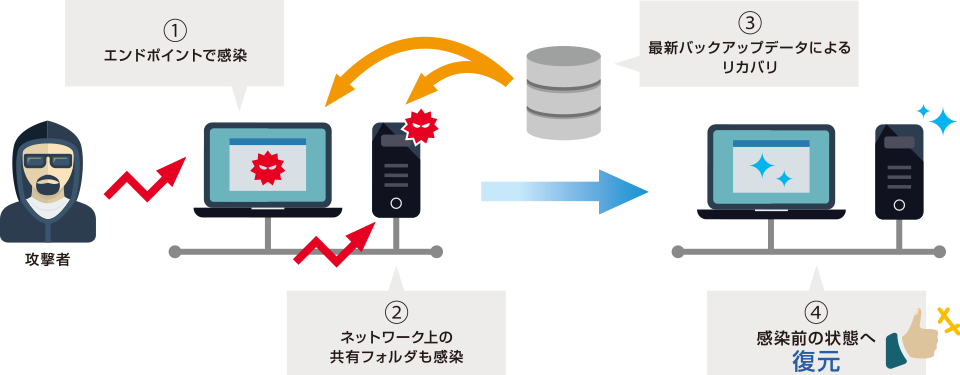 ①
エンドポイントで感染
攻撃者
②
ネットワーク上の
共有フォルダも感染
③
最新バックアップデータによる
リカバリ
④
感染前の状態へ
復元